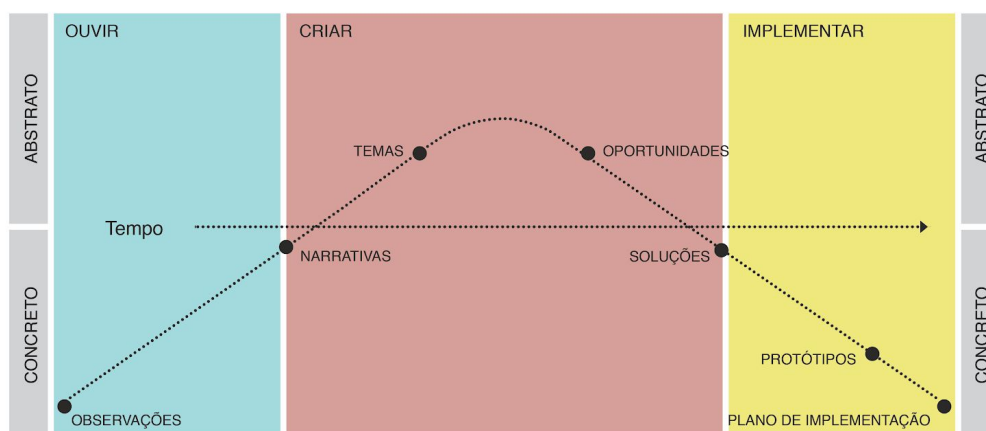 OUVIR
CRIAR
IMPLEMENTAR
ABSTRATO
ABSTRATO
TEMAS
OPORTUNIDADES
Tempo
NARRATIVAS
SOLUÇÕES
CONCRETO
CONCRETO
PROTÓTIPOS
OBSERVAÇÕES
PLANO DE IMPLEMENTAÇÃO